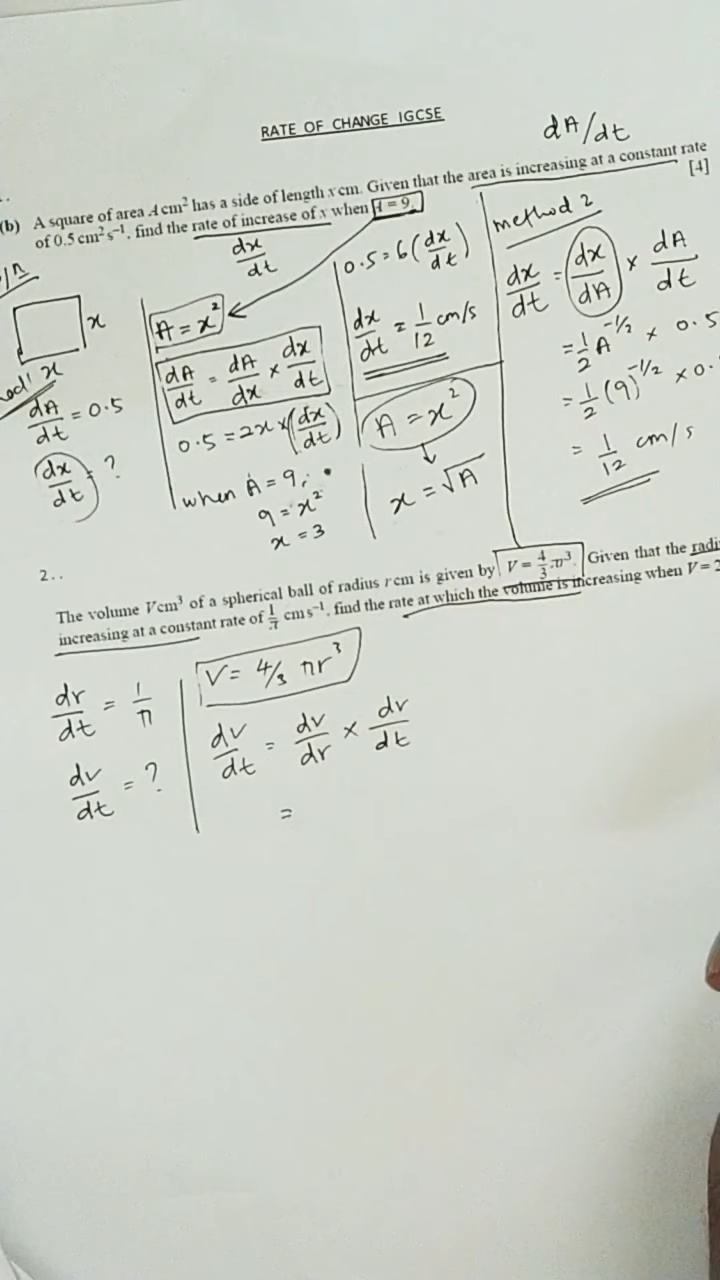 RATE OF CHANGE IGCSE
dA/dt
(b) A square of area A cm² has a side of length x cm. Given that the area is increasing at a constant rate
of 0.5 cm² s⁻¹, find the rate of increase of x when A = 9. [4]
dx/dt
x
x
dA/dt = 0.5
dx/dt = ?
A = x²
dA/dt = dA/dx × dx/dt
0.5 = 2x × (dx/dt)
when A = 9,
9 = x²
x = 3
0.5 = 6(dx/dt)
dx/dt = 1/12 cm/s
A = x²
↓
x = √A
method 2
dx/dt = dx/dA × dA/dt
= 1/2 A^-1/2 × 0.5
= 1/2 (9)^-1/2 × 0.
= 1/12 cm/s
2..
The volume V cm³ of a spherical ball of radius r cm is given by V = 4/3 πr³. Given that the
increasing at a constant rate of 1/π cm s⁻¹, find the rate at which the volume is increasing when V =
dr/dt = 1/π
dv/dt = ?
V = 4/3 πr³
dv/dt = dv/dr × dr/dt
=